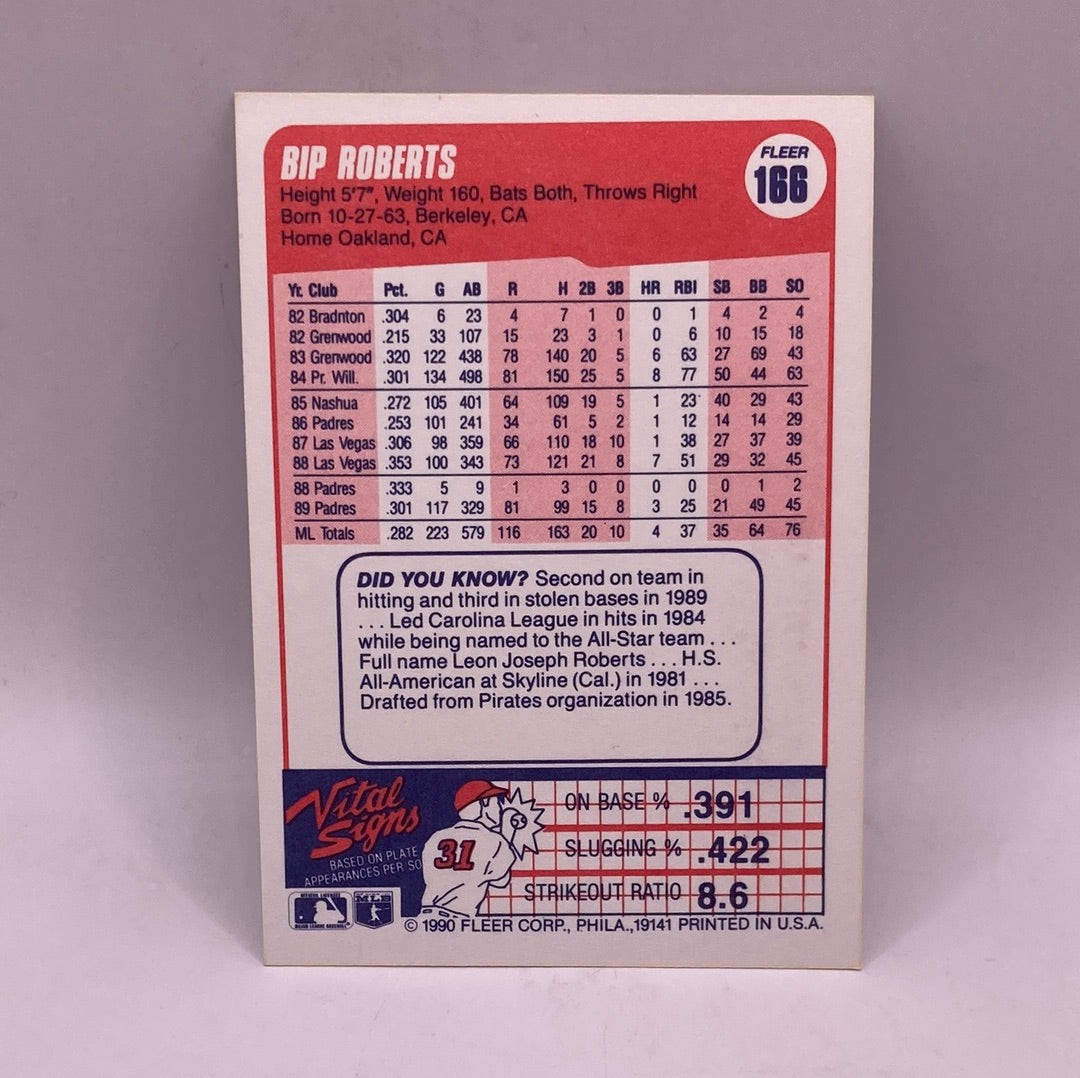 BIP ROBERTS
FLEER
166
Height 5'7", Weight 160, Bats Both, Throws Right
Born 10-27-63, Berkeley, CA
Home Oakland, CA
Yr. Club Pct. G AB R H 2B 3B HR RBI SB BB SO
82 Bradnton .304 6 23 4 7 1 0 0 1 4 2 4
82 Grenwood .215 33 107 15 23 3 1 0 6 10 15 18
83 Grenwood .320 122 438 78 140 20 5 6 63 27 69 43
84 Pr. Will. .301 134 498 81 150 25 5 8 77 50 44 63
85 Nashua .272 105 401 64 109 19 5 1 23 40 29 43
86 Padres .253 101 241 34 61 5 2 1 12 14 14 29
87 Las Vegas .306 98 359 66 110 18 10 1 38 27 37 39
88 Las Vegas .353 100 343 73 121 21 8 7 51 29 32 45
88 Padres .333 5 9 1 3 0 0 0 0 0 1 2
89 Padres .301 117 329 81 99 15 8 3 25 21 49 45
ML Totals .282 223 579 116 163 20 10 4 37 35 64 76
DID YOU KNOW? Second on team in
hitting and third in stolen bases in 1989
... Led Carolina League in hits in 1984
while being named to the All-Star team ...
Full name Leon Joseph Roberts ... H.S.
All-American at Skyline (Cal.) in 1981 ...
Drafted from Pirates organization in 1985.
Vital
Signs
BASED ON PLATE
APPEARANCES PER SO
31
ON BASE % .391
SLUGGING % .422
STRIKEOUT RATIO 8.6
OFFICIAL LICENSEE
MAJOR LEAGUE BASEBALL
MLB
© 1990 FLEER CORP., PHILA., 19141 PRINTED IN U.S.A.